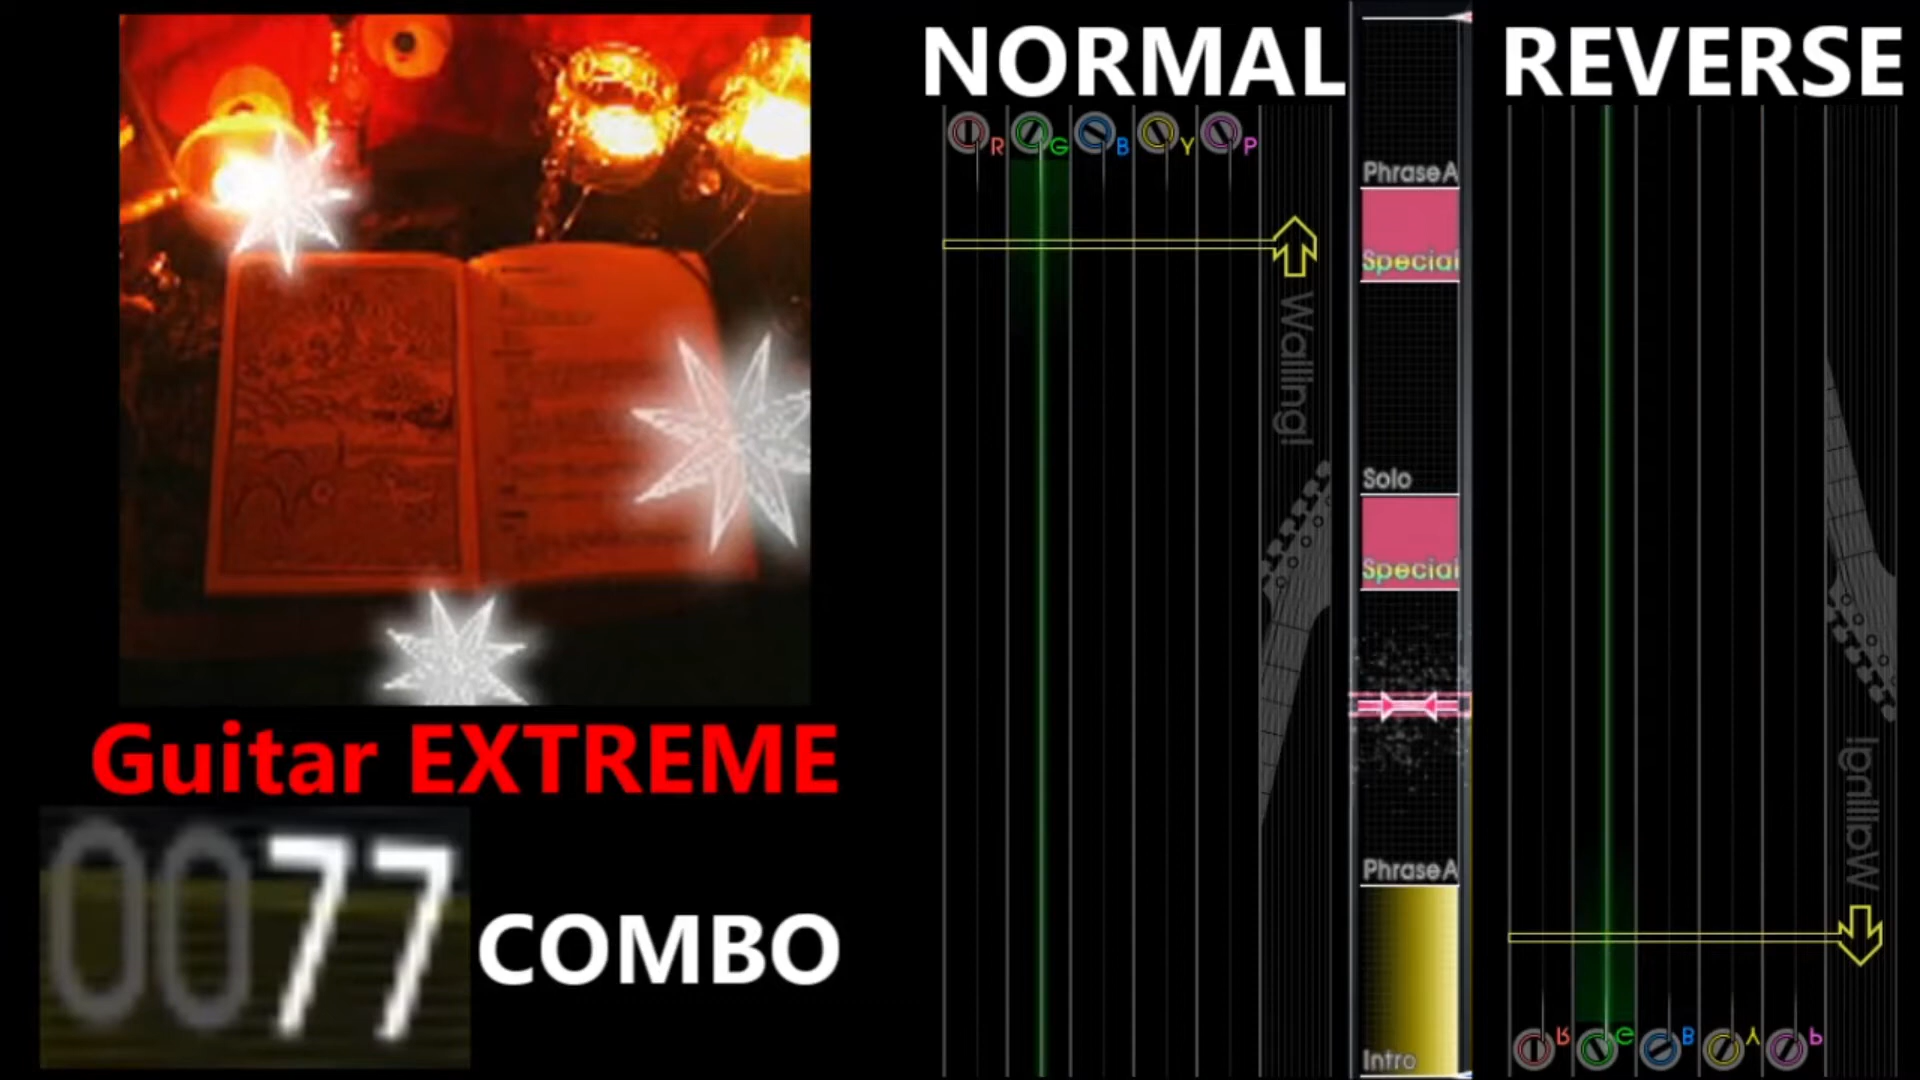 NORMAL
REVERSE
R G B Y P
Wailing!
Phrase A
Special
Solo
Special
Phrase A
Intro
Guitar EXTREME
0077
COMBO
Wailing!
R G B Y P